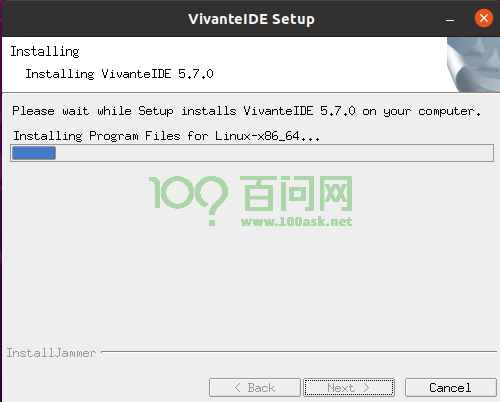 VivanteIDE Setup
Installing
Installing VivanteIDE 5.7.0
Please wait while Setup installs VivanteIDE 5.7.0 on your computer.
Installing Program Files for Linux-x86_64...
100? 百问网
www.100ask.net
InstallJammer
< Back
Next >
Cancel